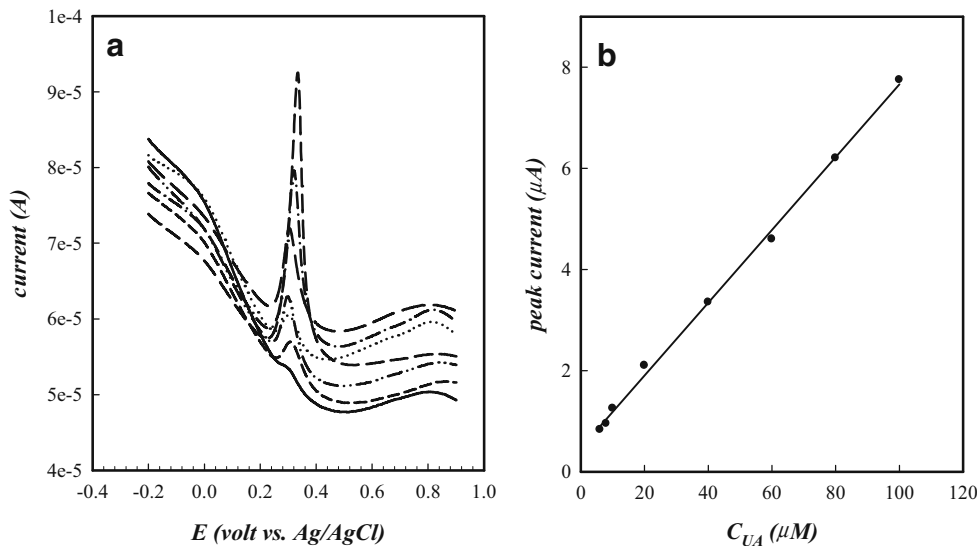 a
1e-4
9e-5
8e-5
7e-5
6e-5
5e-5
4e-5
current (A)
-0.4 -0.2 0.0 0.2 0.4 0.6 0.8 1.0
E (volt vs. Ag/AgCl)
b
8
6
4
2
0
peak current (μA)
20 40 60 80 100 120
C_UA (μM)